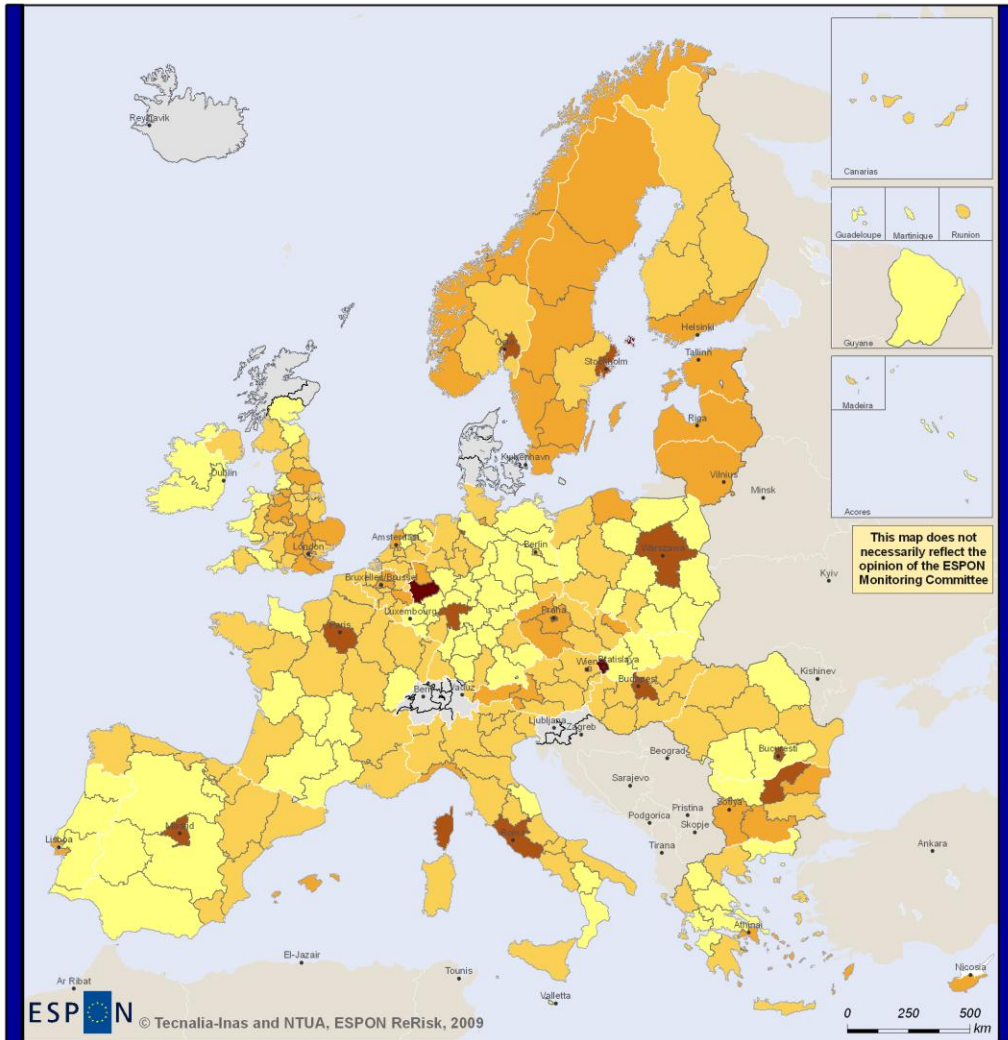 Reykjavik
Canarias
Guadeloupe
Martinique
Riunion
Guyane
Madeira
Acores
This map does not
necessarily reflect the
opinion of the ESPON
Monitoring Committee
Oslo
Stockholm
Helsinki
Tallinn
Riga
Vilnius
Minsk
København
Dublin
London
Amsterdam
Berlin
Warszawa
Kyiv
Bruxelles/Brussel
Luxembourg
Paris
Praha
Wien
Bratislava
Budapest
Kishinev
Bern
Vaduz
Ljubljana
Zagreb
Beograd
Bucuresti
Sarajevo
Pristina
Sofiya
Podgorica
Skopje
Tirana
Ankara
Madrid
Lisboa
Roma
Athinai
Nicosia
El-Jazair
Tounis
Ar Ribat
Valletta
ESPON
© Tecnalia-Inas and NTUA, ESPON ReRisk, 2009
0 250 500
km